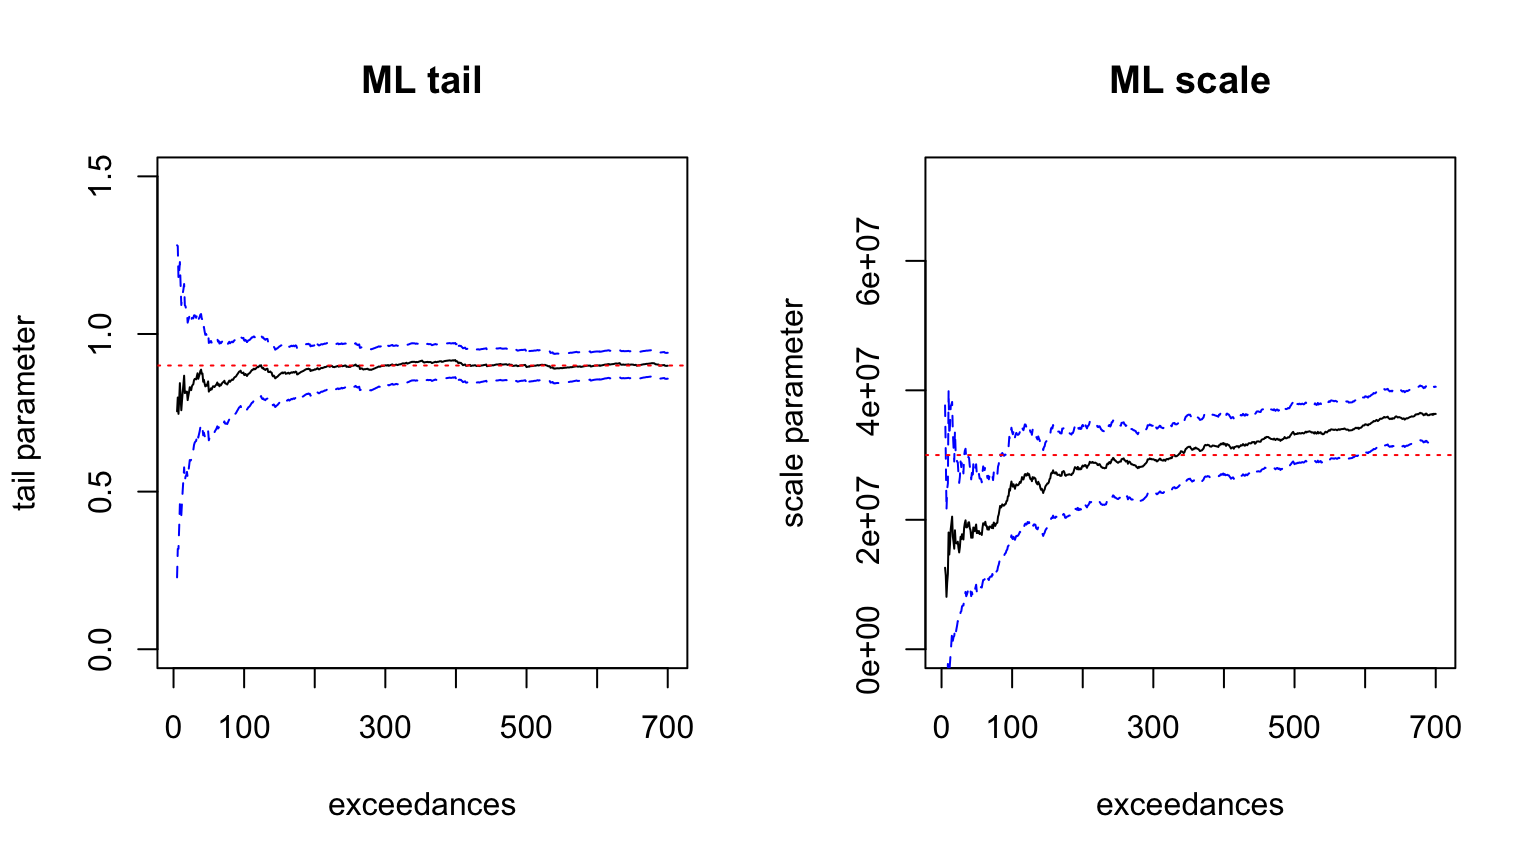 ML tail
tail parameter
1.5
1.0
0.5
0.0
0 100 300 500 700
exceedances
ML scale
scale parameter
6e+07
4e+07
2e+07
0e+00
0 100 300 500 700
exceedances